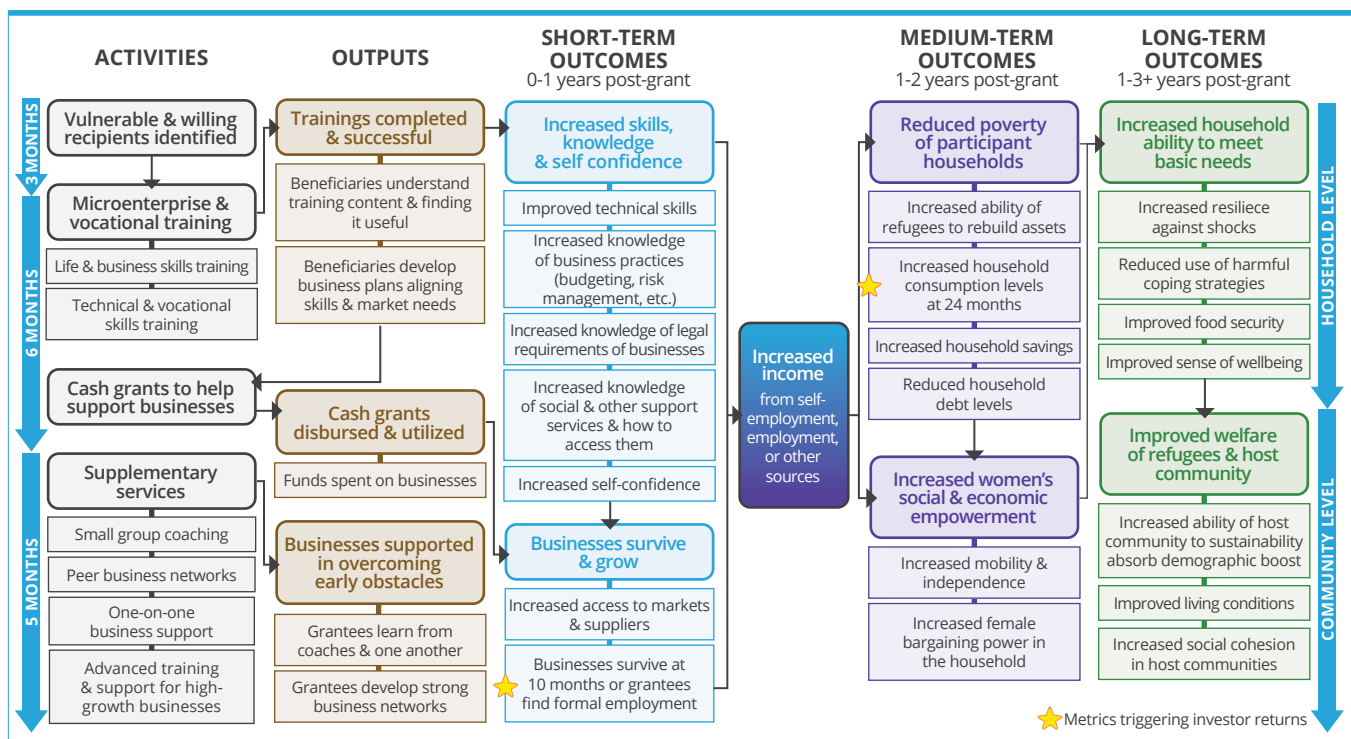 ACTIVITIES
OUTPUTS
SHORT-TERM
OUTCOMES
0-1 years post-grant
MEDIUM-TERM
OUTCOMES
1-2 years post-grant
LONG-TERM
OUTCOMES
1-3+ years post-grant
3 MONTHS
6 MONTHS
5 MONTHS
Vulnerable & willing
recipients identified
Microenterprise &
vocational training
Life & business skills training
Technical & vocational
skills training
Cash grants to help
support businesses
Supplementary
services
Small group coaching
Peer business networks
One-on-one
business support
Advanced training
& support for high-
growth businesses
Trainings completed
& successful
Beneficiaries understand
training content & finding
it useful
Beneficiaries develop
business plans aligning
skills & market needs
Cash grants
disbursed & utilized
Funds spent on businesses
Businesses supported
in overcoming
early obstacles
Grantees learn from
coaches & one another
Grantees develop strong
business networks
Increased skills,
knowledge
& self confidence
Improved technical skills
Increased knowledge
of business practices
(budgeting, risk
management, etc.)
Increased knowledge of legal
requirements of businesses
Increased knowledge
of social & other support
services & how to
access them
Increased self-confidence
Businesses survive
& grow
Increased access to markets
& suppliers
Businesses survive at
10 months or grantees
find formal employment
Increased
income
from self-
employment,
employment,
or other
sources
Reduced poverty
of participant
households
Increased ability of
refugees to rebuild assets
Increased household
consumption levels
at 24 months
Increased household savings
Reduced household
debt levels
Increased women's
social & economic
empowerment
Increased mobility &
independence
Increased female
bargaining power in
the household
Increased household
ability to meet
basic needs
Increased resiliece
against shocks
Reduced use of harmful
coping strategies
Improved food security
Improved sense of wellbeing
Improved welfare
of refugees & host
community
Increased ability of host
community to sustainability
absorb demographic boost
Improved living conditions
Increased social cohesion
in host communities
HOUSEHOLD LEVEL
COMMUNITY LEVEL
Metrics triggering investor returns